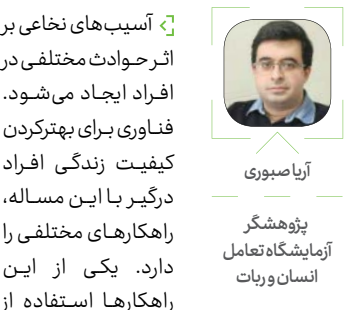 آسیب‌های نخاعی بر
اثر حوادث مختلفی در
افراد ایجاد می‌شود.
فناوری برای بهترکردن
کیفیت زندگی افراد
درگیر با این مساله،
راهکارهای مختلفی را
دارد. یکی از این
راهکارها استفاده از
آریا صبوری
پژوهشگر
آزمایشگاه تعامل
انسان و ربات